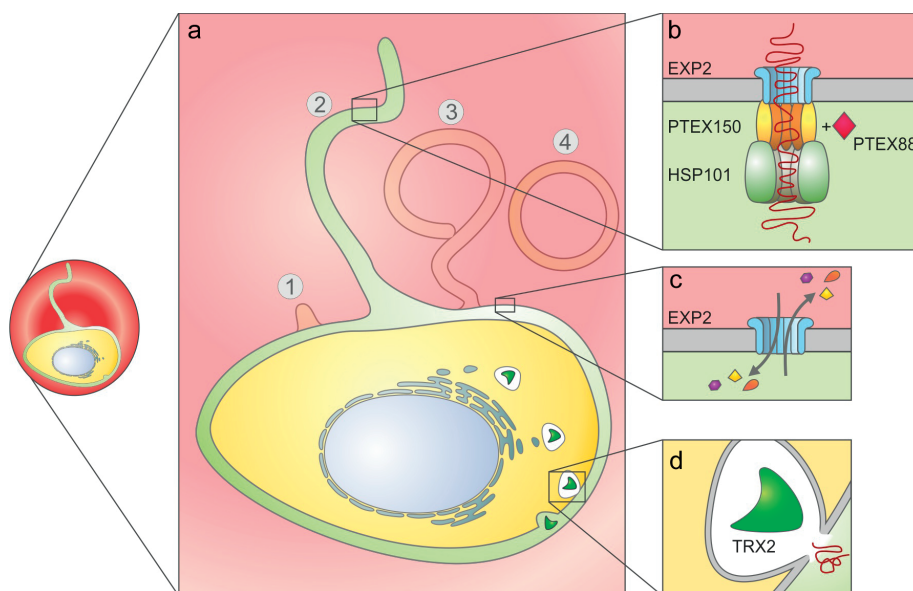 a
2
3
4
1
b
EXP2
PTEX150
+
PTEX88
HSP101
c
EXP2
d
TRX2